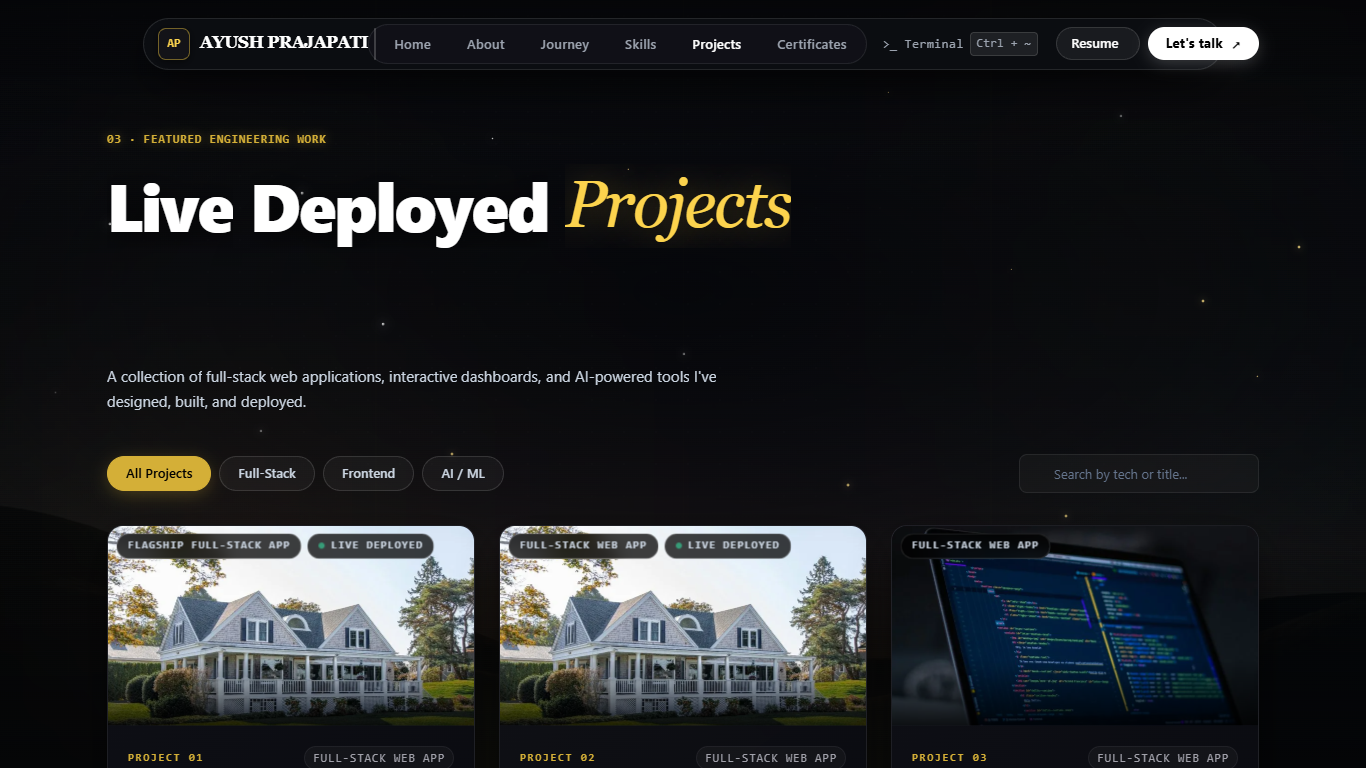 AP AYUSH PRAJAPATI Home About Journey Skills Projects Certificates >_ Terminal Ctrl + ~ Resume Let's talk ↗
03 · FEATURED ENGINEERING WORK
Live Deployed Projects
A collection of full-stack web applications, interactive dashboards, and AI-powered tools I've
designed, built, and deployed.
All Projects Full-Stack Frontend AI / ML Search by tech or title...
FLAGSHIP FULL-STACK APP LIVE DEPLOYED FULL-STACK WEB APP LIVE DEPLOYED FULL-STACK WEB APP
PROJECT 01 FULL-STACK WEB APP PROJECT 02 FULL-STACK WEB APP PROJECT 03 FULL-STACK WEB APP